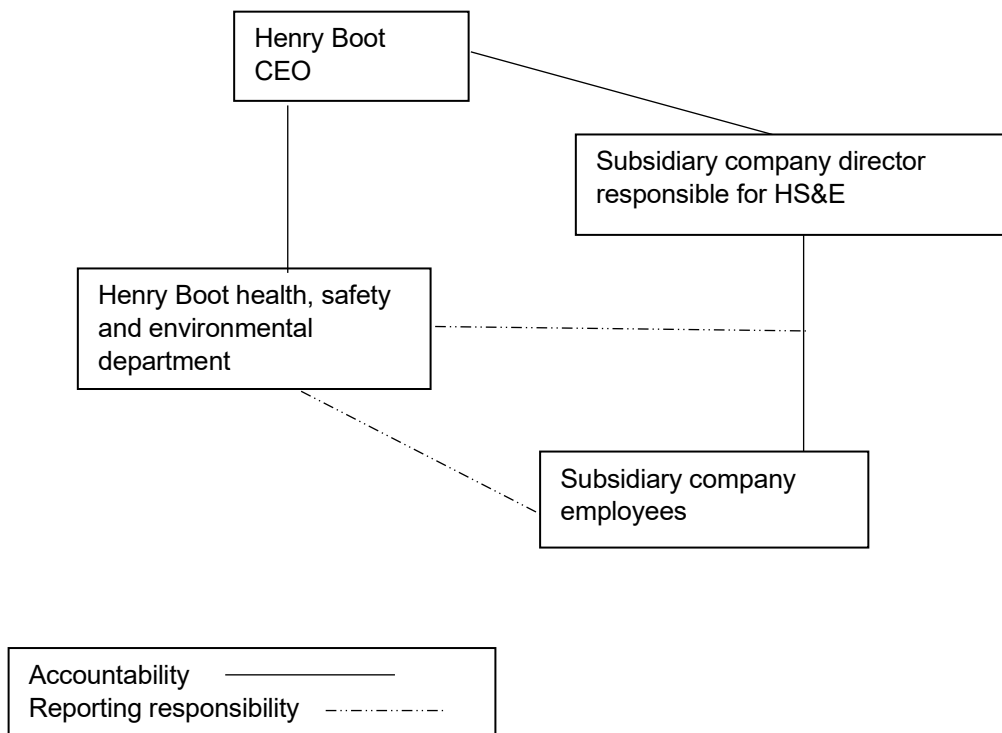 Henry Boot
CEO
Subsidiary company director
responsible for HS&E
Henry Boot health, safety
and environmental
department
Subsidiary company
employees
Accountability
Reporting responsibility